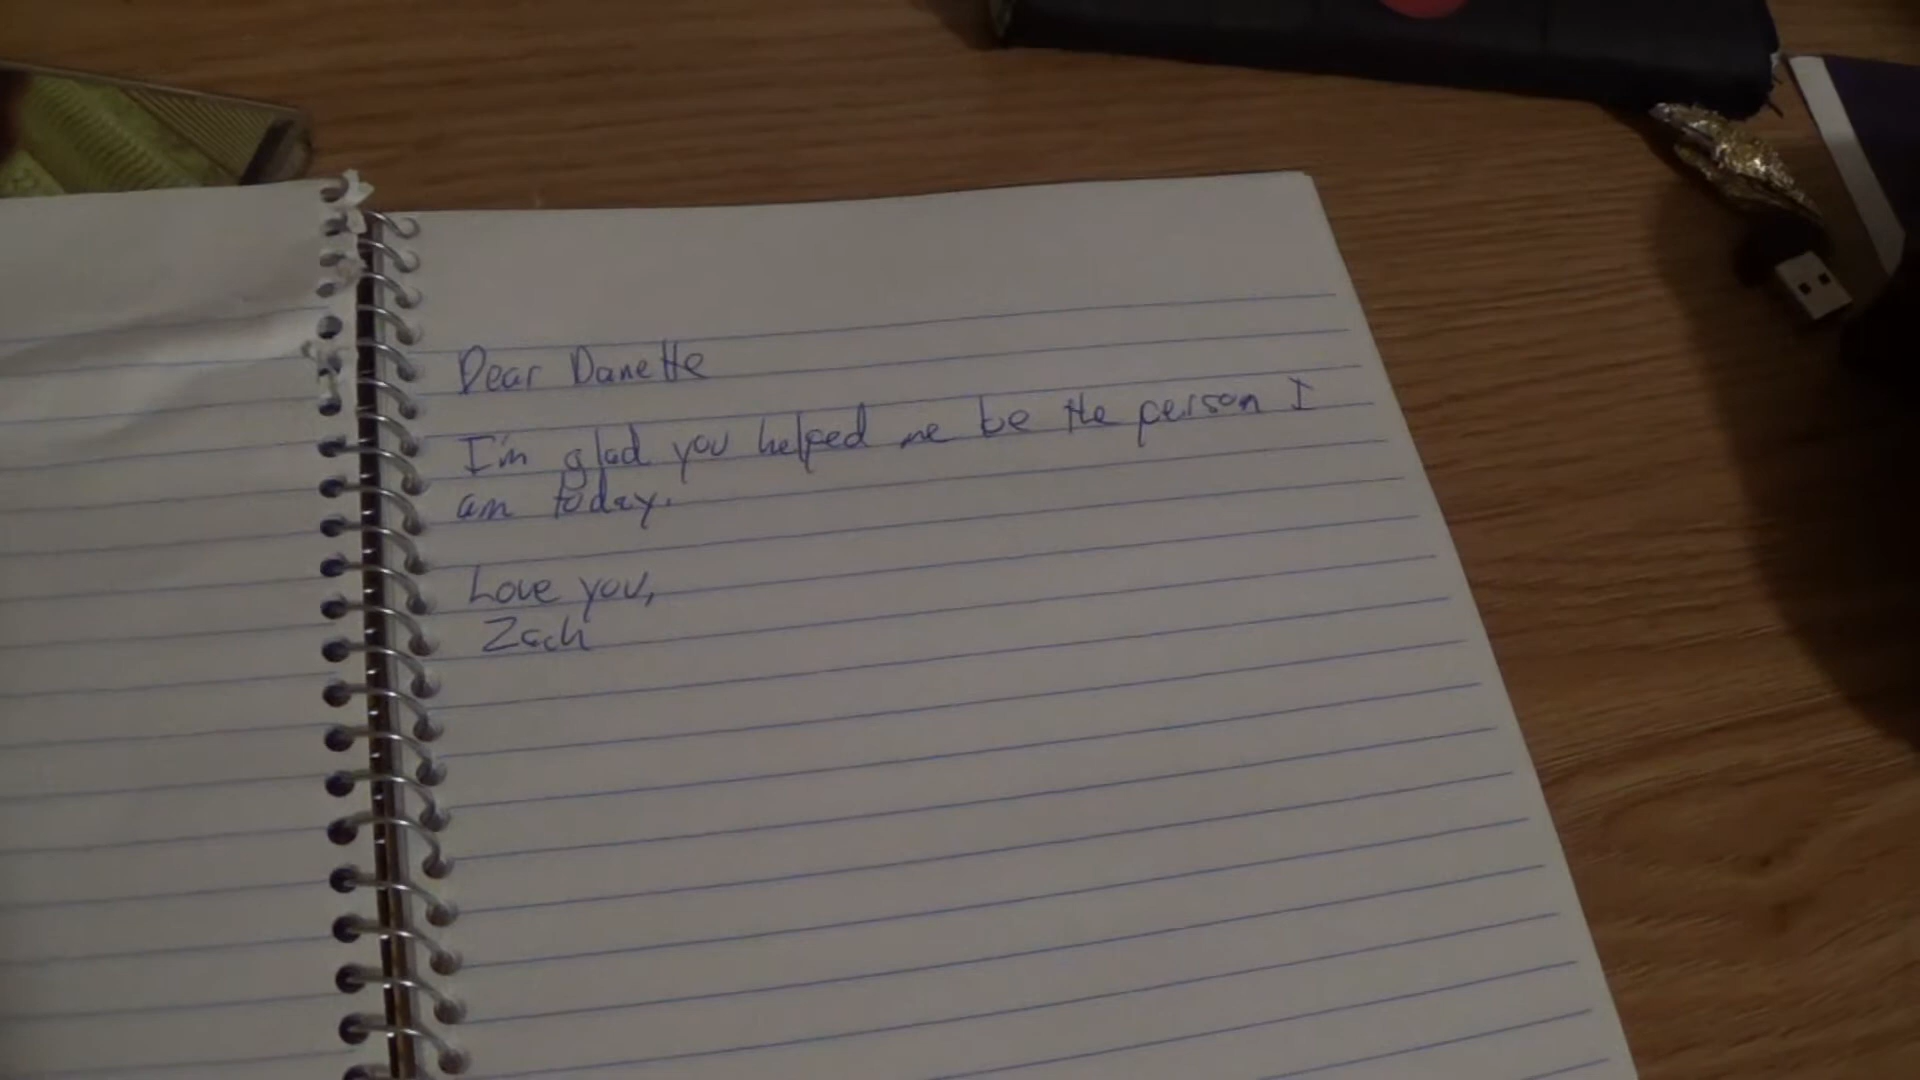 Dear Danette
I'm glad you helped me be the person I
am today.
Love you,
Zach